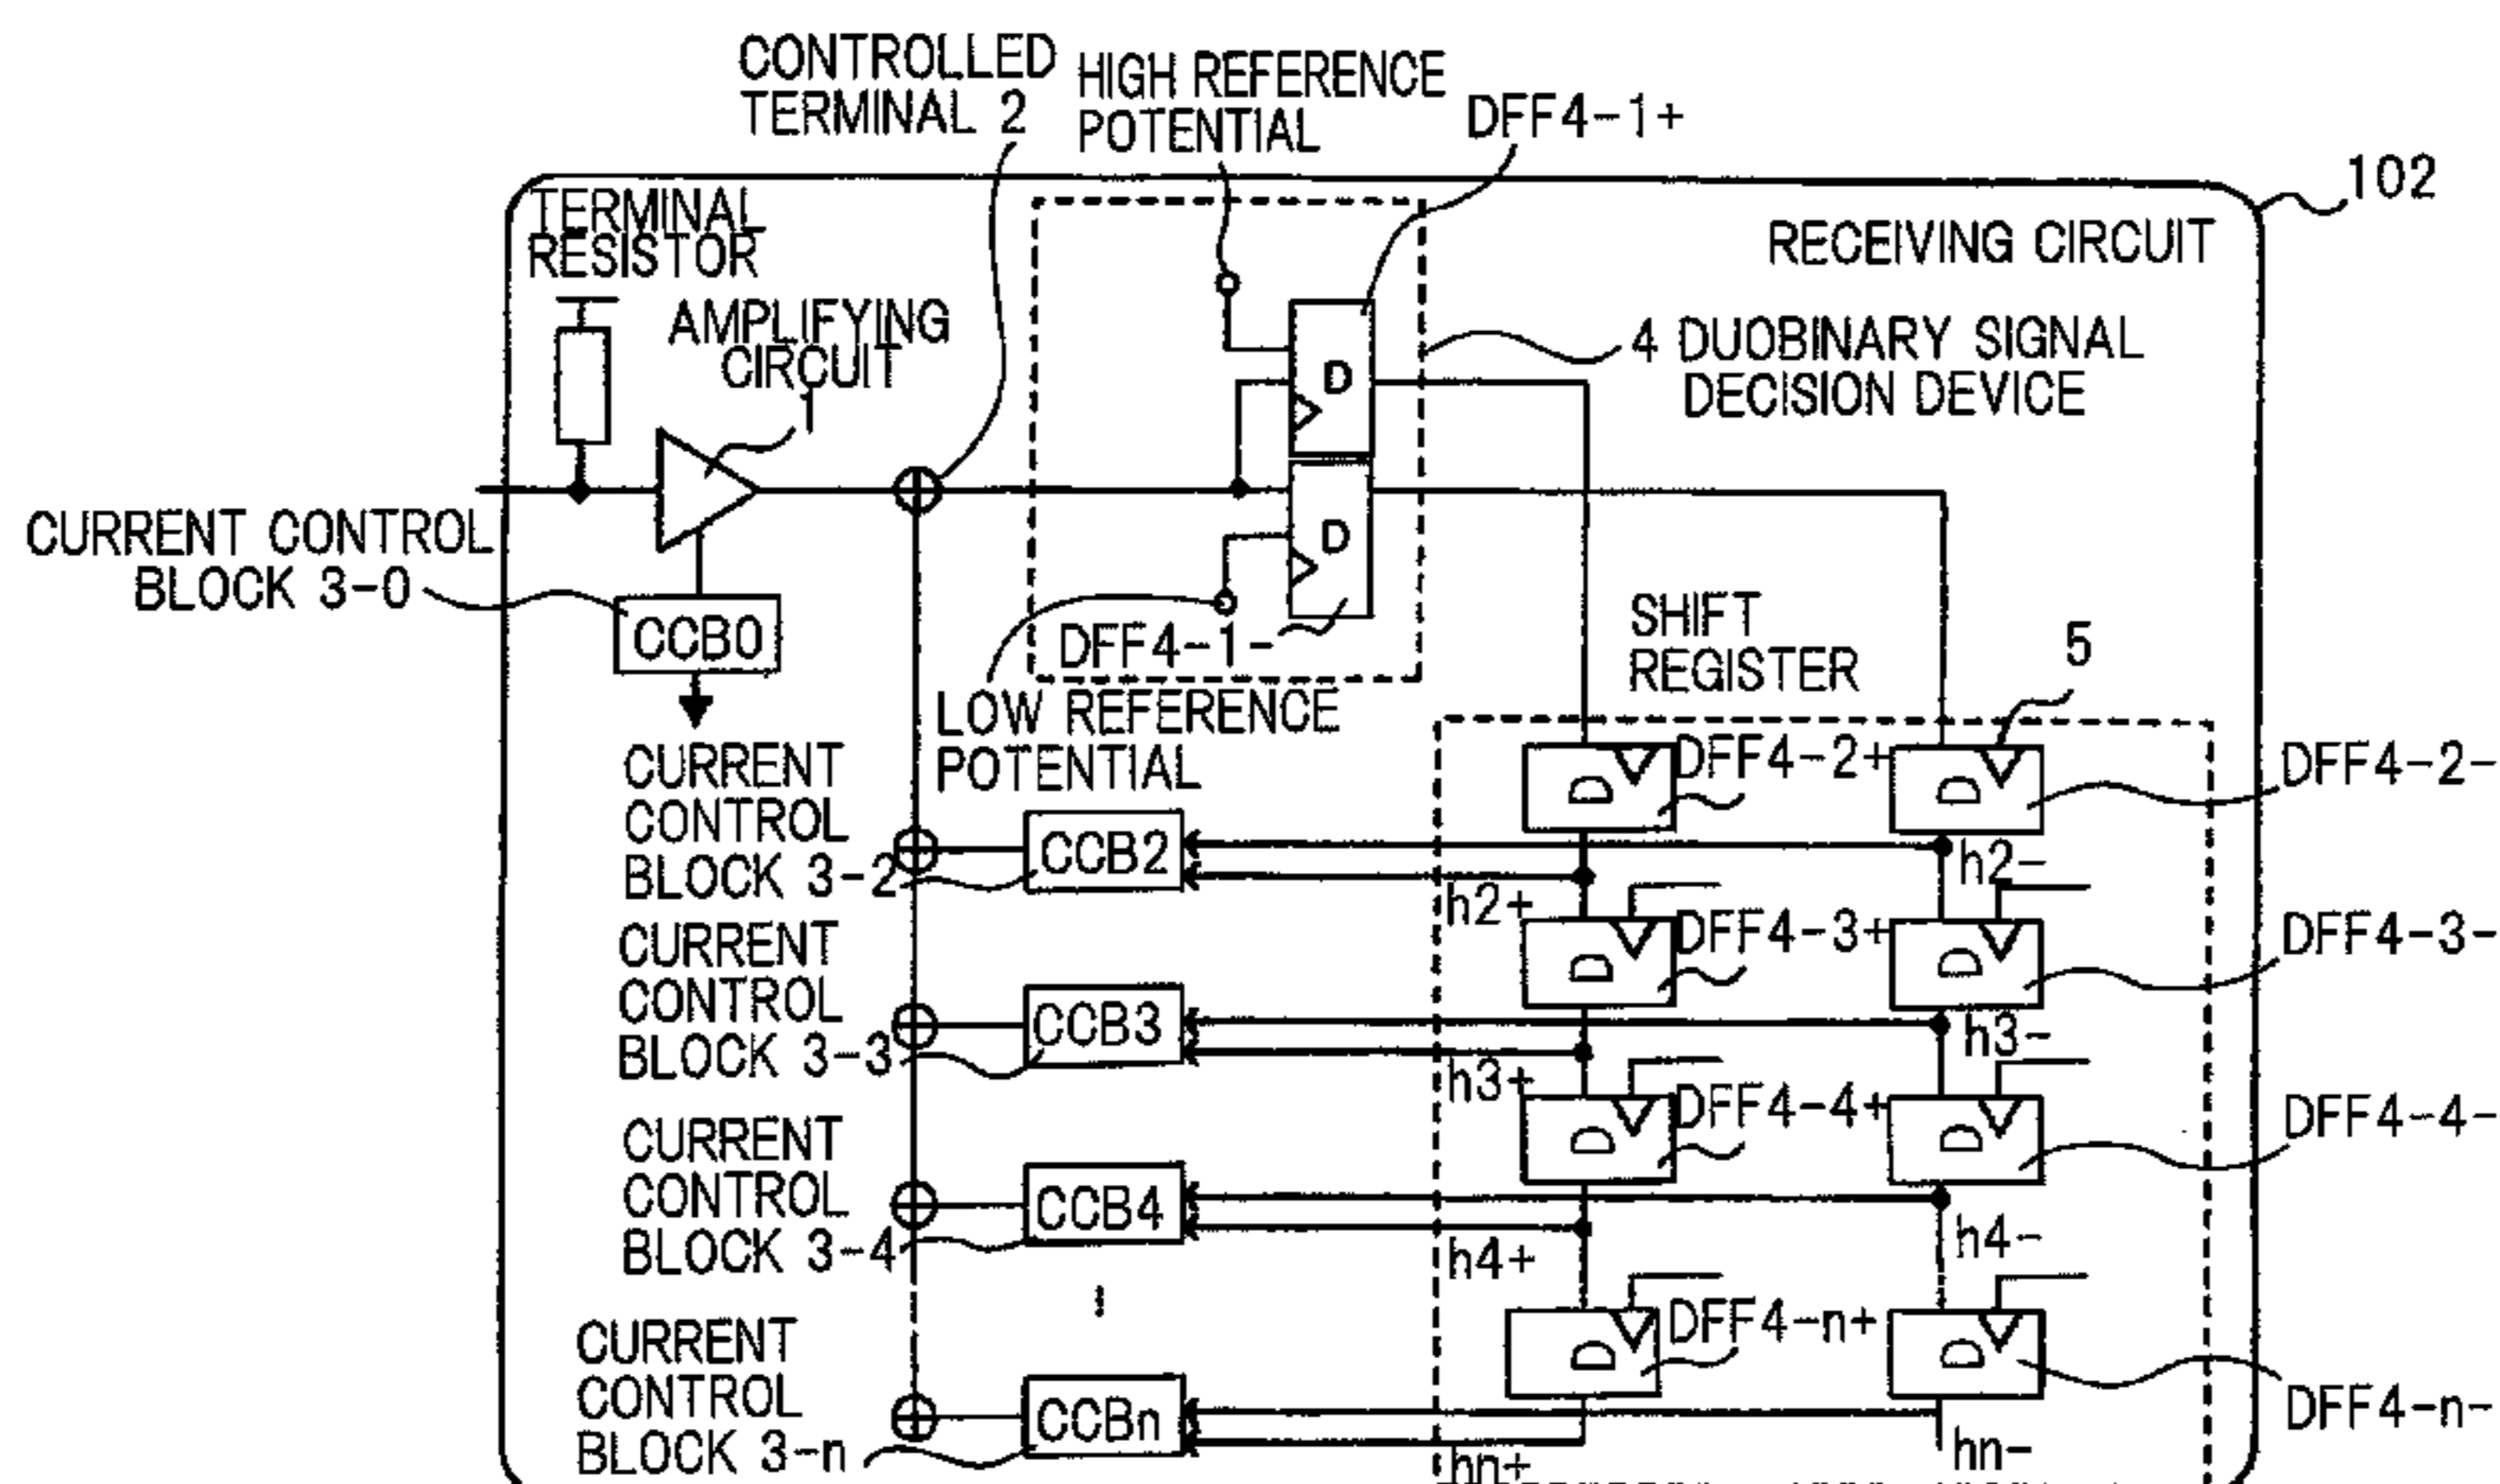 CONTROLLED
TERMINAL 2
HIGH REFERENCE
POTENTIAL
DFF4-1+
102
TERMINAL
RESISTOR
RECEIVING CIRCUIT
AMPLIFYING
CIRCUIT
1
4 DUOBINARY SIGNAL
DECISION DEVICE
D
D
CURRENT CONTROL
BLOCK 3-0
CCB0
DFF4-1-
LOW REFERENCE
POTENTIAL
SHIFT
REGISTER
5
CURRENT
CONTROL
BLOCK 3-2
CCB2
D
DFF4-2+
D
DFF4-2-
h2-
h2+
CURRENT
CONTROL
BLOCK 3-3
CCB3
D
DFF4-3+
D
DFF4-3-
h3-
h3+
CURRENT
CONTROL
BLOCK 3-4
CCB4
D
DFF4-4+
D
DFF4-4-
h4-
h4+
CURRENT
CONTROL
BLOCK 3-n
CCBn
D
DFF4-n+
D
DFF4-n-
hn-
hn+